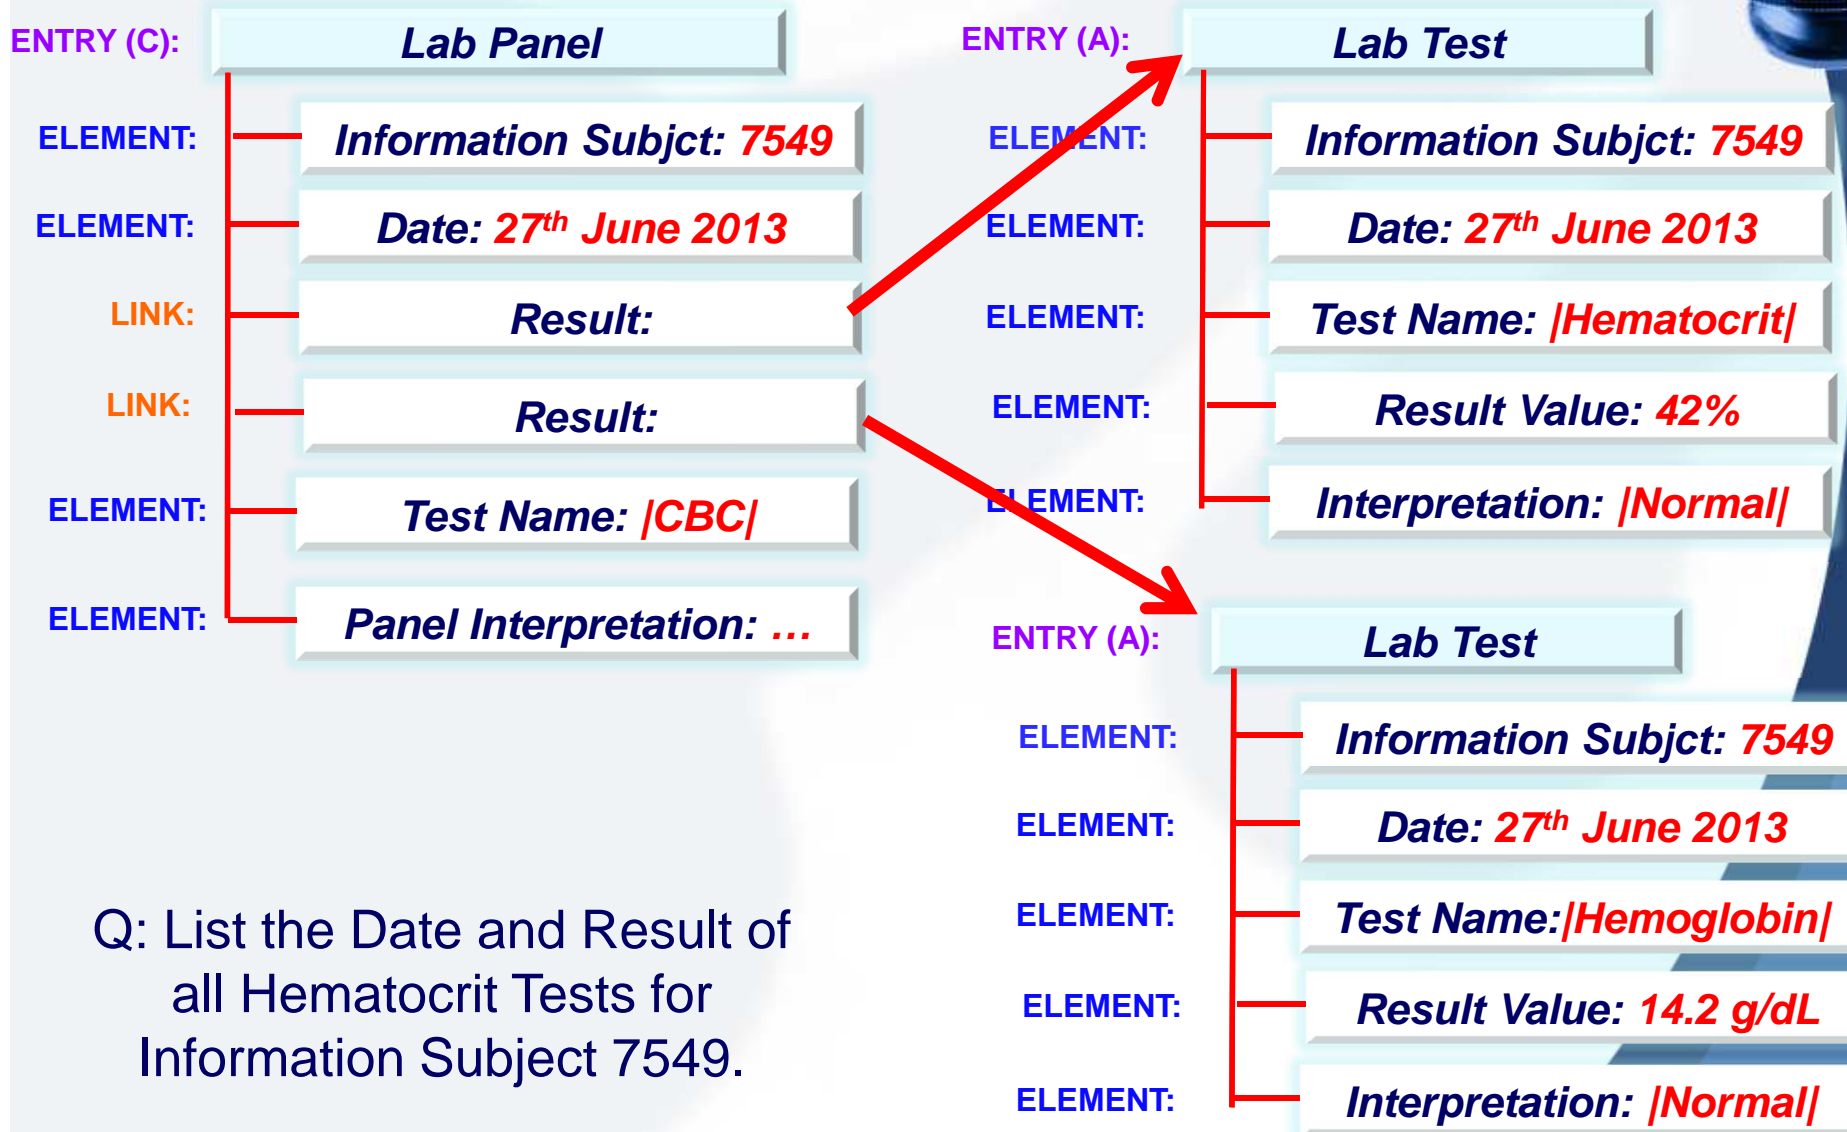 ENTRY (C): Lab Panel
ELEMENT: Information Subjct: 7549
ELEMENT: Date: 27th June 2013
LINK: Result:
LINK: Result:
ELEMENT: Test Name: |CBC|
ELEMENT: Panel Interpretation: …
ENTRY (A): Lab Test
ELEMENT: Information Subjct: 7549
ELEMENT: Date: 27th June 2013
ELEMENT: Test Name: |Hematocrit|
ELEMENT: Result Value: 42%
ELEMENT: Interpretation: |Normal|
ENTRY (A): Lab Test
ELEMENT: Information Subjct: 7549
ELEMENT: Date: 27th June 2013
ELEMENT: Test Name:|Hemoglobin|
ELEMENT: Result Value: 14.2 g/dL
ELEMENT: Interpretation: |Normal|
Q: List the Date and Result of
all Hematocrit Tests for
Information Subject 7549.